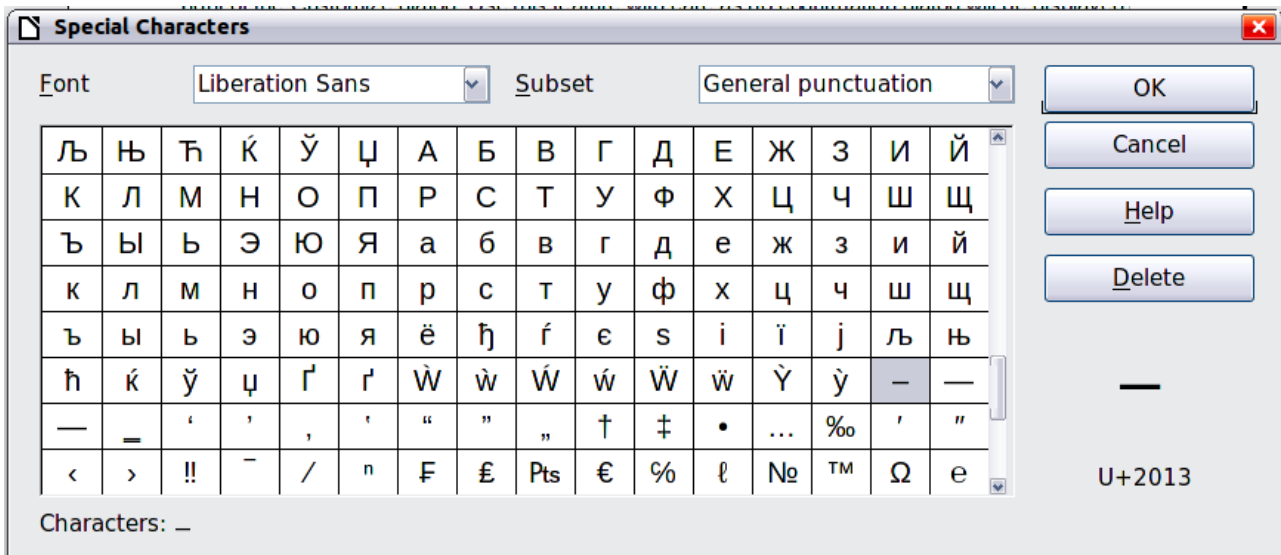 Special Characters
Font Liberation Sans Subset General punctuation OK
Љ Њ Ћ Ќ Ў Џ А Б В Г Д Е Ж З И Й Cancel
К Л М Н О П Р С Т У Ф Х Ц Ч Ш Щ Help
Ъ Ы Ь Э Ю Я а б в г д е ж з и й
к л м н о п р с т у ф х ц ч ш щ Delete
ъ ы ь э ю я ё ђ ѓ є ѕ і ї ј љ њ
ћ ќ ў џ Ґ ґ Ẁ ẁ Ẃ ẃ Ẅ ẅ Ỳ ỳ – — –
― ‗ ‘ ’ ‚ ‛ “ ” „ † ‡ • … ‰ ′ ″
‹ › ‼ ‾ ⁄ ⁿ ₣ ₤ ₧ € ℅ ℓ № ™ Ω ℮ U+2013
Characters: –